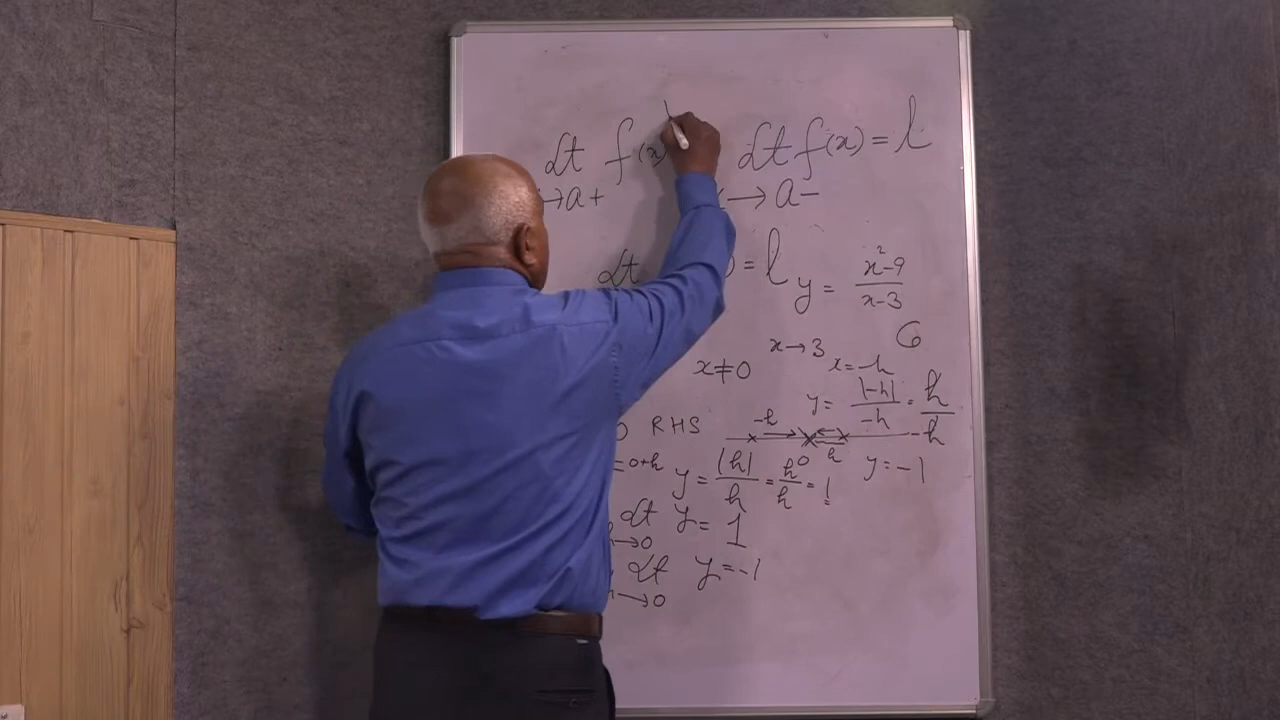 lt f(x) lt f(x) = l
→a+ x→a-
lt ) = l y = x²-9 / x-3
x→3 6
x≠0 x=-h
y= |-h| / -h = h / -h
RHS -h
=0+h y= |h| / h = h / h = 1 0 h y=-1
lt y= 1
h→0
lt y=-1
h→0